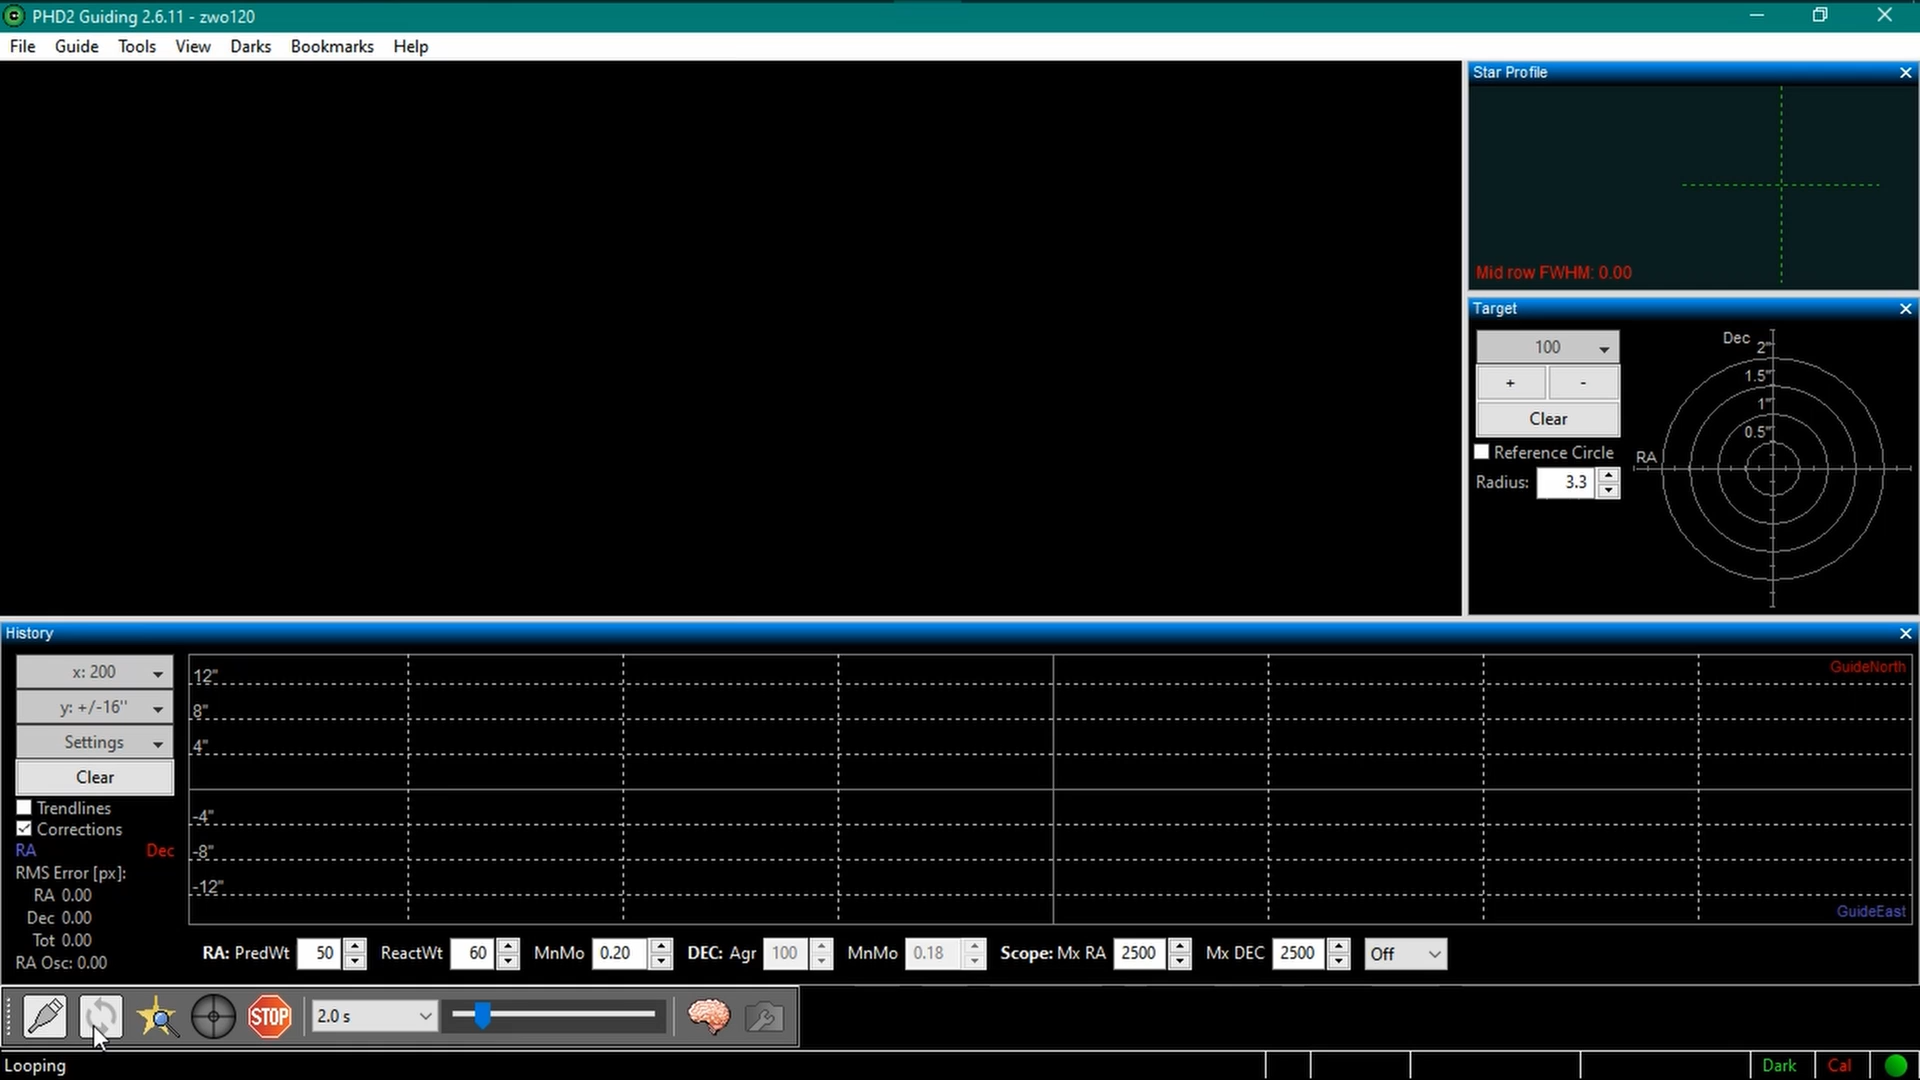 PHD2 Guiding 2.6.11 - zwo120
File Guide Tools View Darks Bookmarks Help
Star Profile
Mid row FWHM: 0.00
Target
100
+ -
Clear
Reference Circle
Radius: 3.3
Dec
2"
1.5"
1"
0.5"
RA
History
x: 200
y: +/-16"
Settings
Clear
Trendlines
Corrections
RA Dec
RMS Error [px]:
RA 0.00
Dec 0.00
Tot 0.00
RA Osc: 0.00
12"
8"
4"
-4"
-8"
-12"
GuideNorth
GuideEast
RA: PredWt 50 ReactWt 60 MnMo 0.20 DEC: Agr 100 MnMo 0.18 Scope: Mx RA 2500 Mx DEC 2500 Off
STOP 2.0 s
Looping Dark Cal